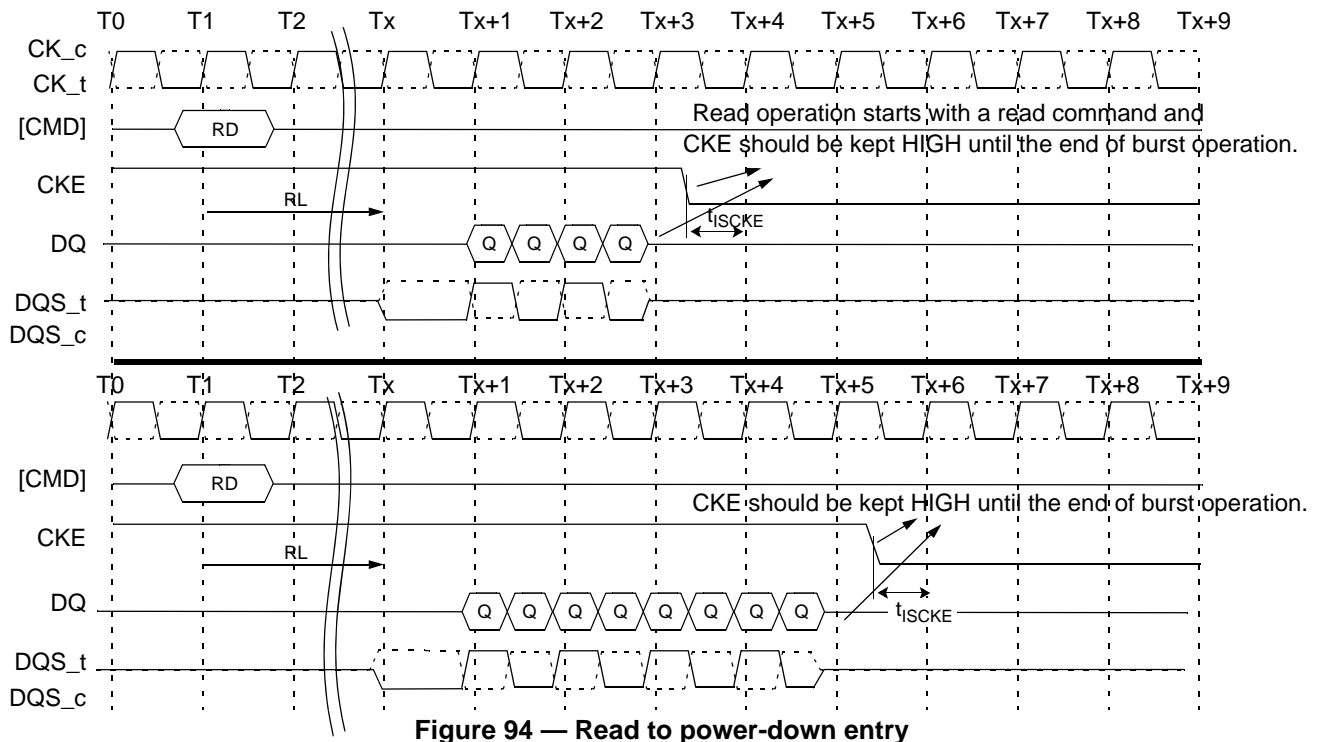 T0 T1 T2 Tx Tx+1 Tx+2 Tx+3 Tx+4 Tx+5 Tx+6 Tx+7 Tx+8 Tx+9
CK_c
CK_t
Read operation starts with a read command and
[CMD] RD
CKE should be kept HIGH until the end of burst operation.
CKE
RL
tISCKE
DQ Q Q Q Q
DQS_t
DQS_c
T0 T1 T2 Tx Tx+1 Tx+2 Tx+3 Tx+4 Tx+5 Tx+6 Tx+7 Tx+8 Tx+9
[CMD] RD
CKE should be kept HIGH until the end of burst operation.
CKE
RL
DQ Q Q Q Q Q Q Q Q
tISCKE
DQS_t
DQS_c
Figure 94 — Read to power-down entry